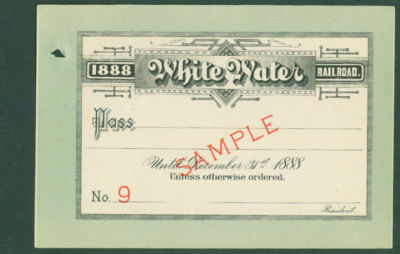 1888 White Water RAILROAD.
Pass
SAMPLE
Until December 31st 1888
Unless otherwise ordered.
No. 9
President.